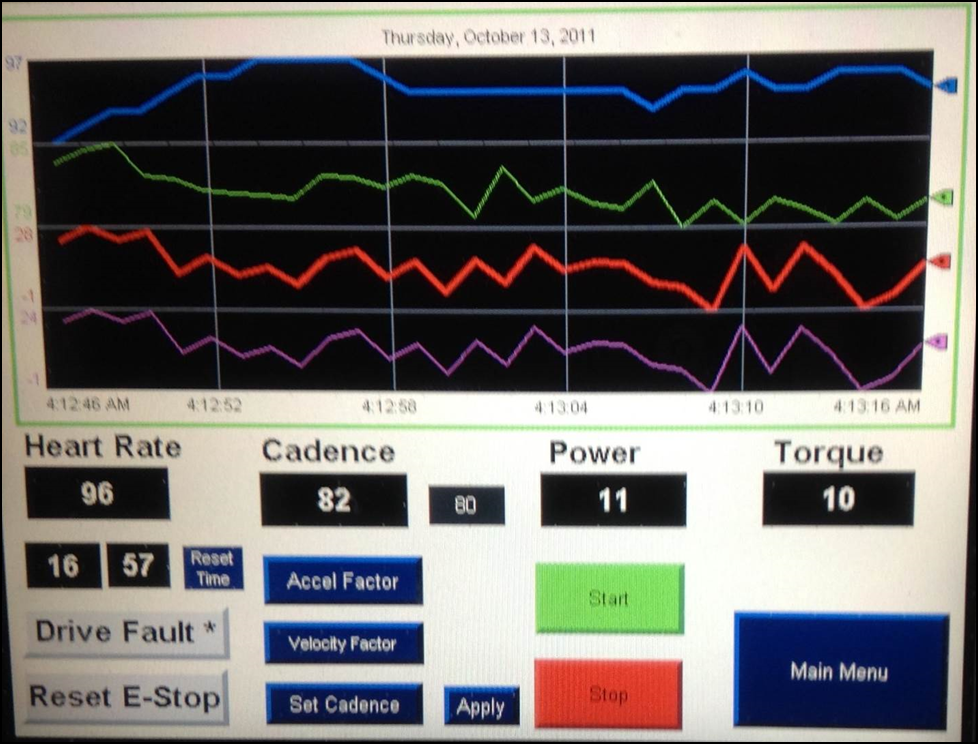 Thursday, October 13, 2011
97
92
85
79
28
-1
24
-1
4:12:46 AM 4:12:52 4:12:58 4:13:04 4:13:10 4:13:16 AM
Heart Rate Cadence Power Torque
96 82 80 11 10
16 57 Reset Time
Accel Factor
Start
Drive Fault *
Velocity Factor
Main Menu
Reset E-Stop
Set Cadence Apply Stop